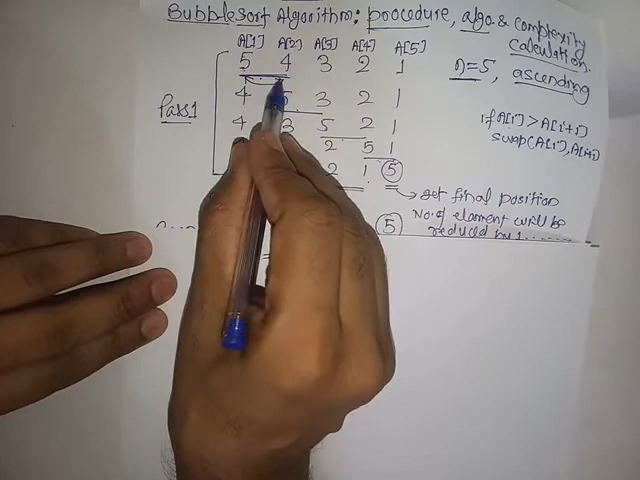 BubbleSort Algorithm: procedure, algo & complexity
calculation.
A[1] A[2] A[3] A[4] A[5]
5 4 3 2 1
n=5, ascending
Pass1
4 5 3 2 1
if A[i] > A[i+1]
4 3 5 2 1
swap(A[i], A[i+1])
2 5 1
2 1 5
get final position
No. of element will be
reduced by 1......
5